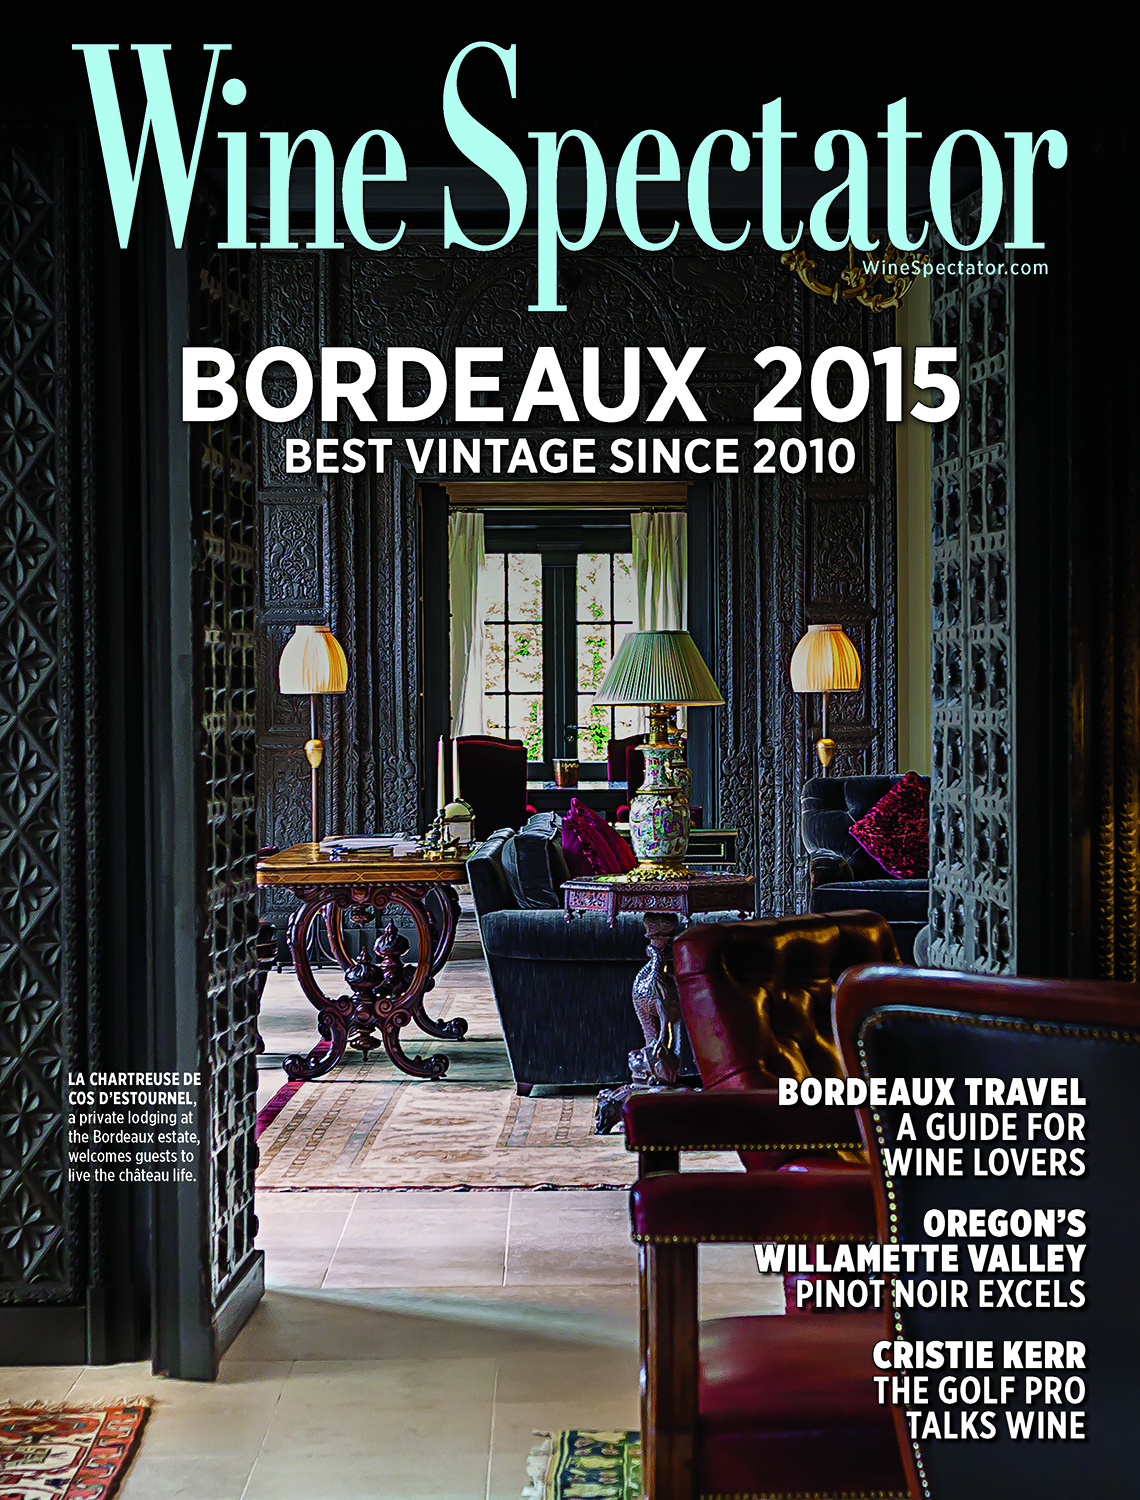 Wine Spectator
WineSpectator.com
BORDEAUX 2015
BEST VINTAGE SINCE 2010
LA CHARTREUSE DE
COS D'ESTOURNEL,
a private lodging at
the Bordeaux estate,
welcomes guests to
live the château life.
BORDEAUX TRAVEL
A GUIDE FOR
WINE LOVERS
OREGON'S
WILLAMETTE VALLEY
PINOT NOIR EXCELS
CRISTIE KERR
THE GOLF PRO
TALKS WINE